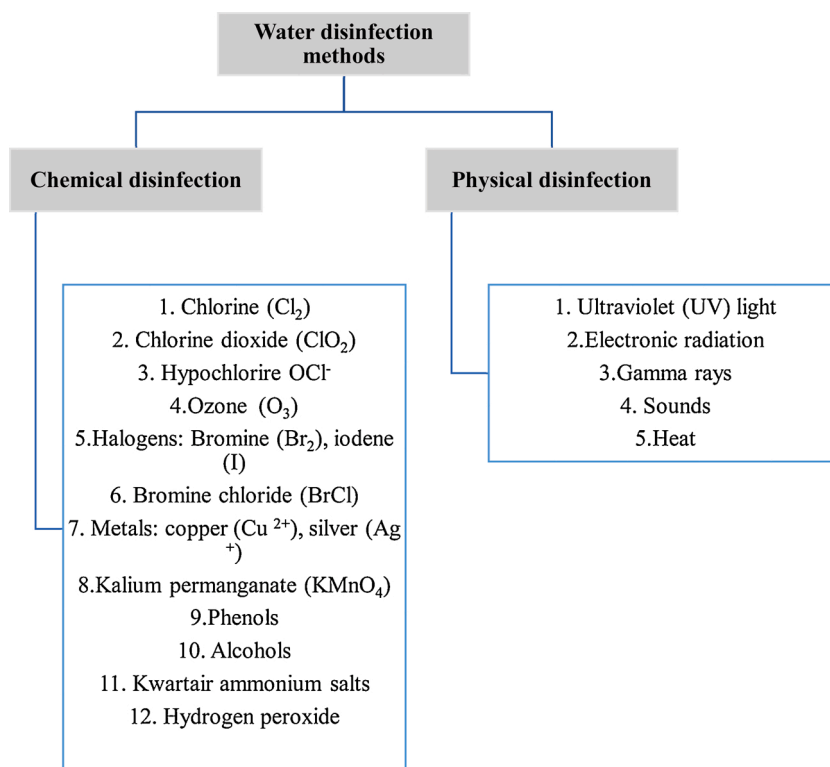 Water disinfection
methods
Chemical disinfection
Physical disinfection
1. Chlorine (Cl₂)
2. Chlorine dioxide (ClO₂)
3. Hypochlorire OCl⁻
4.Ozone (O₃)
5.Halogens: Bromine (Br₂), iodene
(I)
6. Bromine chloride (BrCl)
7. Metals: copper (Cu ²⁺), silver (Ag
⁺)
8.Kalium permanganate (KMnO₄)
9.Phenols
10. Alcohols
11. Kwartair ammonium salts
12. Hydrogen peroxide
1. Ultraviolet (UV) light
2.Electronic radiation
3.Gamma rays
4. Sounds
5.Heat